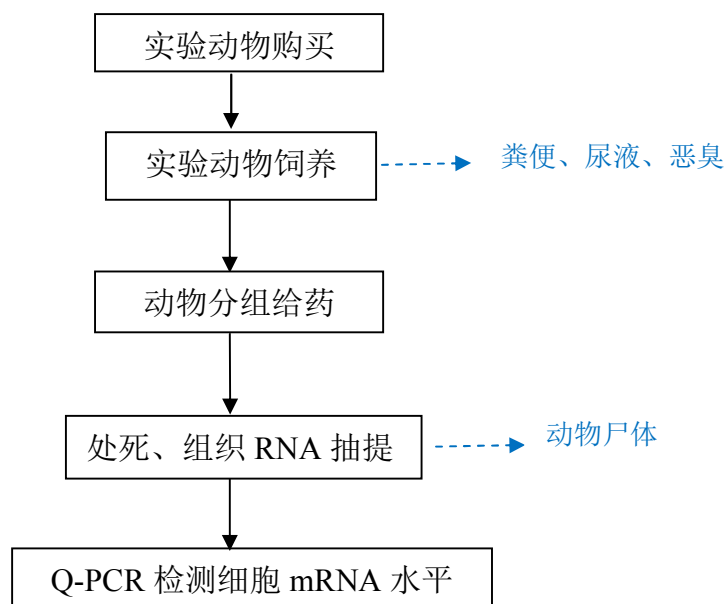 实验动物购买
实验动物饲养
粪便、尿液、恶臭
动物分组给药
处死、组织 RNA 抽提
动物尸体
Q-PCR 检测细胞 mRNA 水平